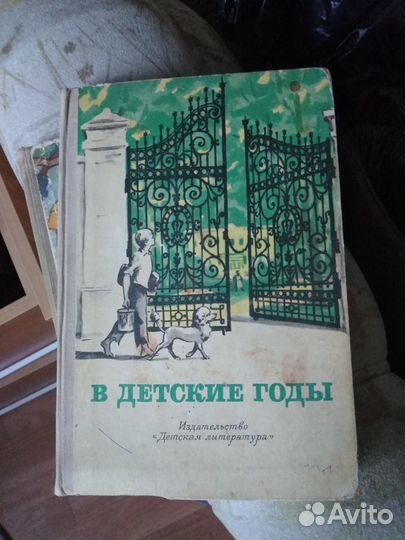 В ДЕТСКИЕ ГОДЫ
Издательство
«Детская литература»
Avito